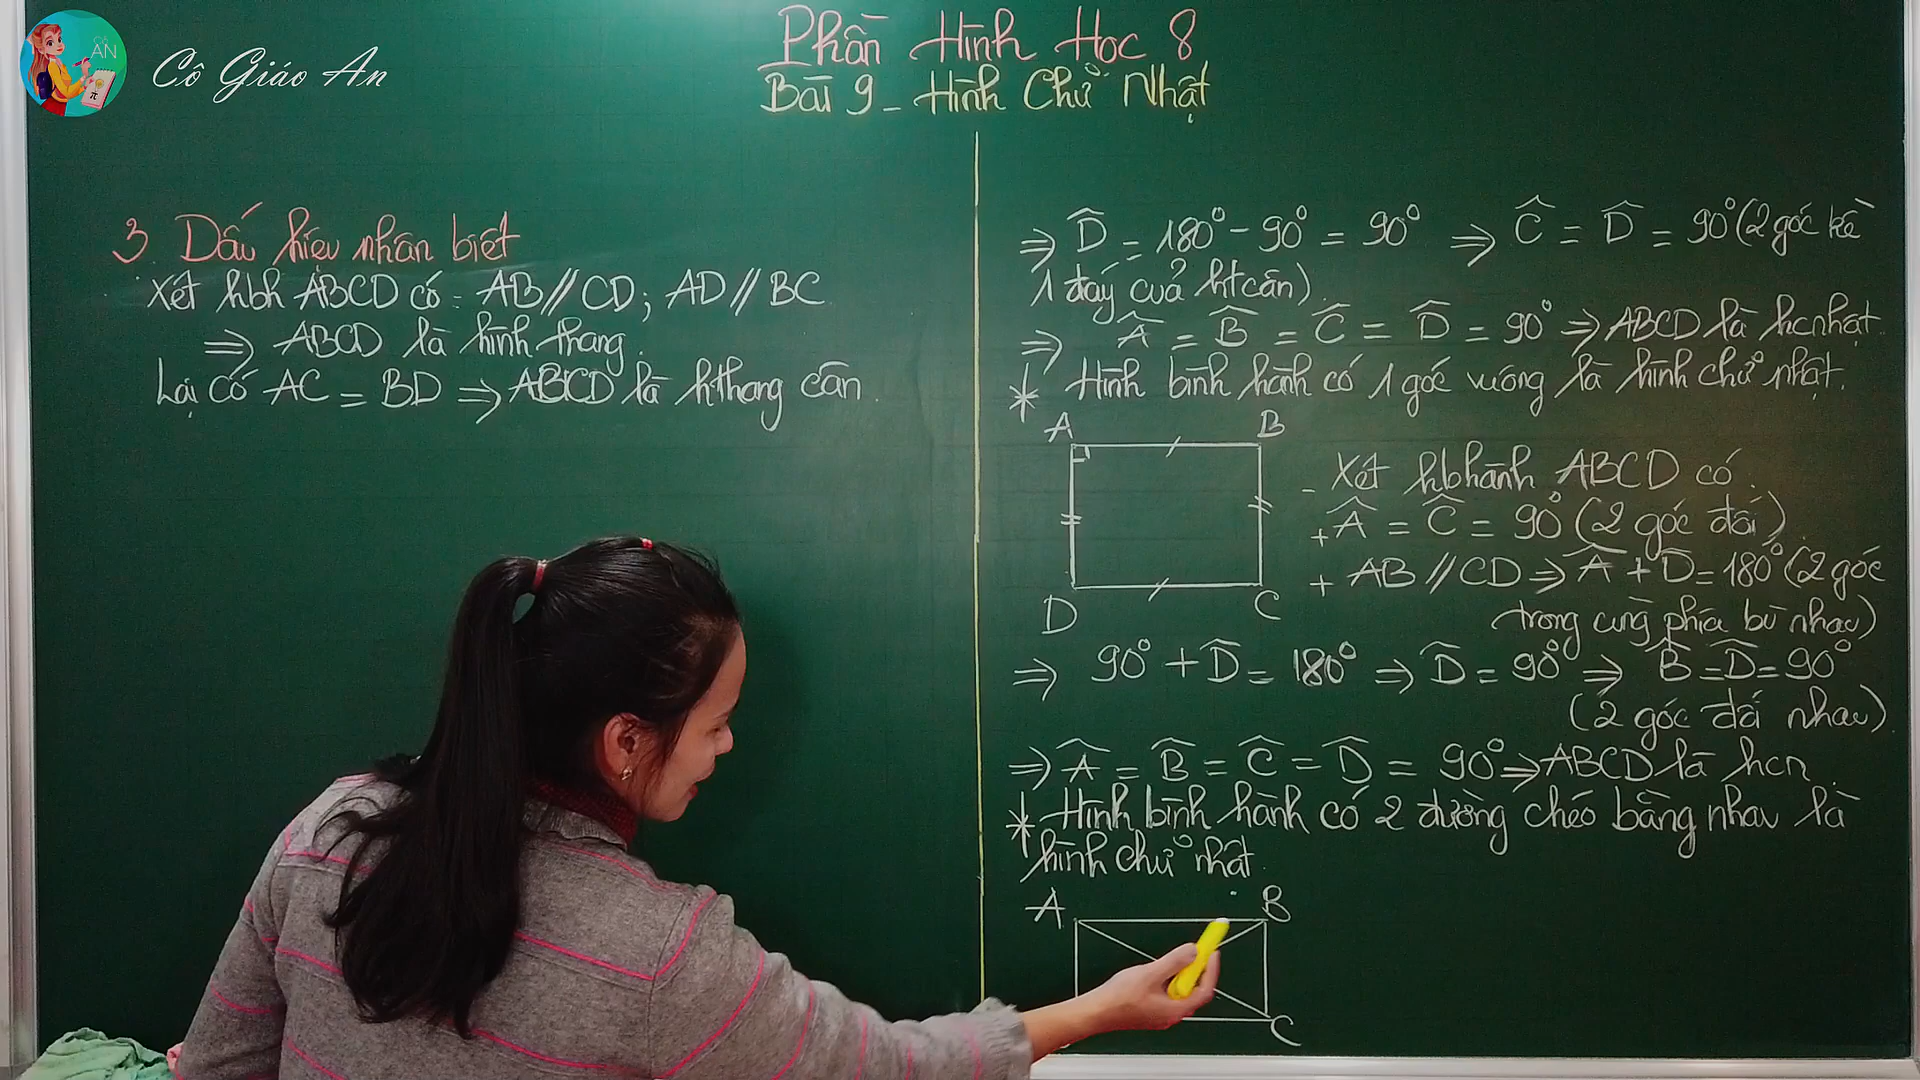 AN
Cô Giáo An
Phần Hình Học 8
Bài 9 - Hình Chữ Nhật
3. Dấu hiệu nhận biết
Xét hbh ABCD có: AB // CD; AD // BC
⇒ ABCD là hình thang.
Lại có AC = BD ⇒ ABCD là hthang cân.
⇒ D̂ = 180° - 90° = 90° ⇒ Ĉ = D̂ = 90° (2 góc kề
1 đáy cuả ht cân).
⇒ Â = B̂ = Ĉ = D̂ = 90° ⇒ ABCD là hcnhật.
* Hình bình hành có 1 góc vuông là hình chữ nhật.
A B
D C
- Xét hbhành ABCD có:
+ Â = Ĉ = 90° (2 góc đối)
+ AB // CD ⇒ Â + D̂ = 180° (2 góc
trong cùng phía bù nhau)
⇒ 90° + D̂ = 180° ⇒ D̂ = 90° ⇒ B̂ = D̂ = 90°
(2 góc đối nhau)
⇒ Â = B̂ = Ĉ = D̂ = 90° ⇒ ABCD là hcn.
* Hình bình hành có 2 đường chéo bằng nhau là
hình chữ nhật.
A B
C